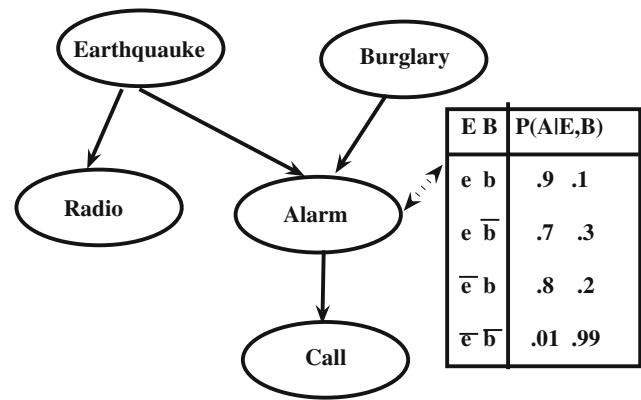 Earthquauke
Burglary
Radio
Alarm
Call
E B P(A|E,B)
e b .9 .1
e b̅ .7 .3
e̅ b .8 .2
e̅ b̅ .01 .99